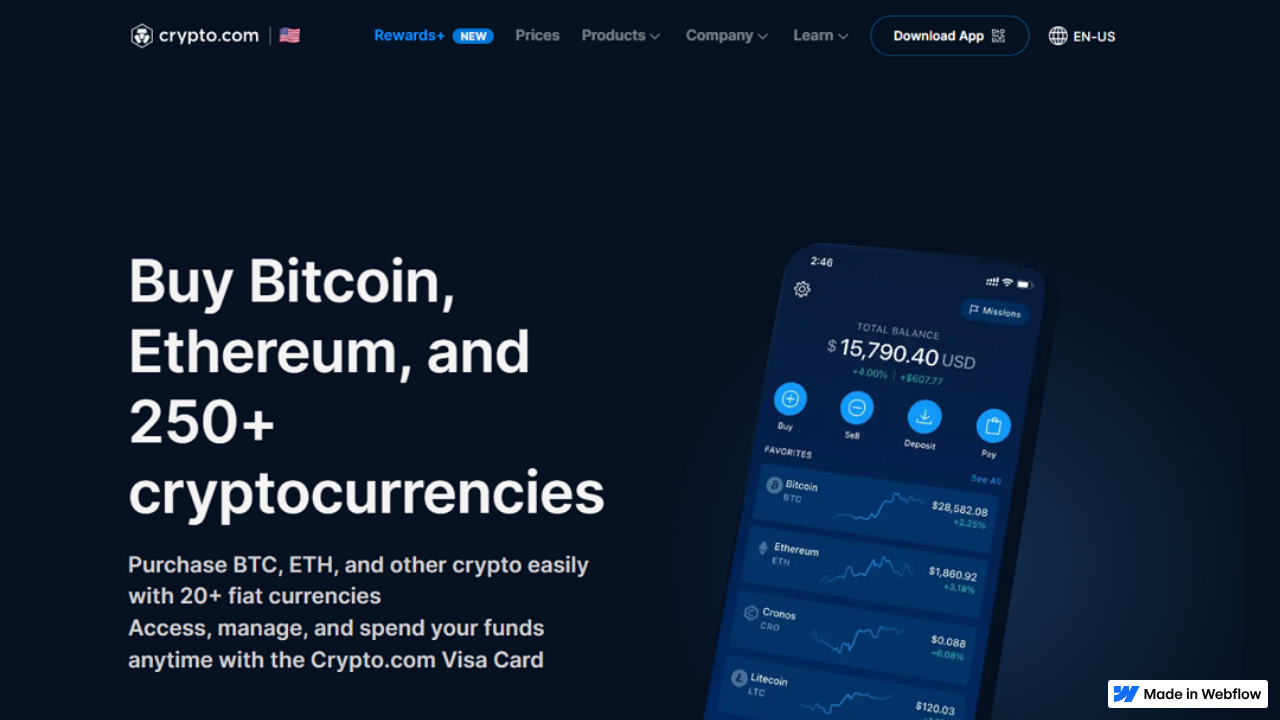 crypto.com
Rewards+ NEW
Prices
Products
Company
Learn
Download App
EN-US
Buy Bitcoin,
Ethereum, and
250+
cryptocurrencies
Purchase BTC, ETH, and other crypto easily
with 20+ fiat currencies
Access, manage, and spend your funds
anytime with the Crypto.com Visa Card
2:46
Missions
TOTAL BALANCE
$ 15,790.40 USD
+4.00% | +$607.77
Buy
Sell
Deposit
Pay
FAVORITES
See All
Bitcoin
BTC
$28,582.08
+2.25%
Ethereum
ETH
$1,860.92
+3.18%
Cronos
CRO
$0.088
+6.08%
Litecoin
LTC
$120.03
Made in Webflow